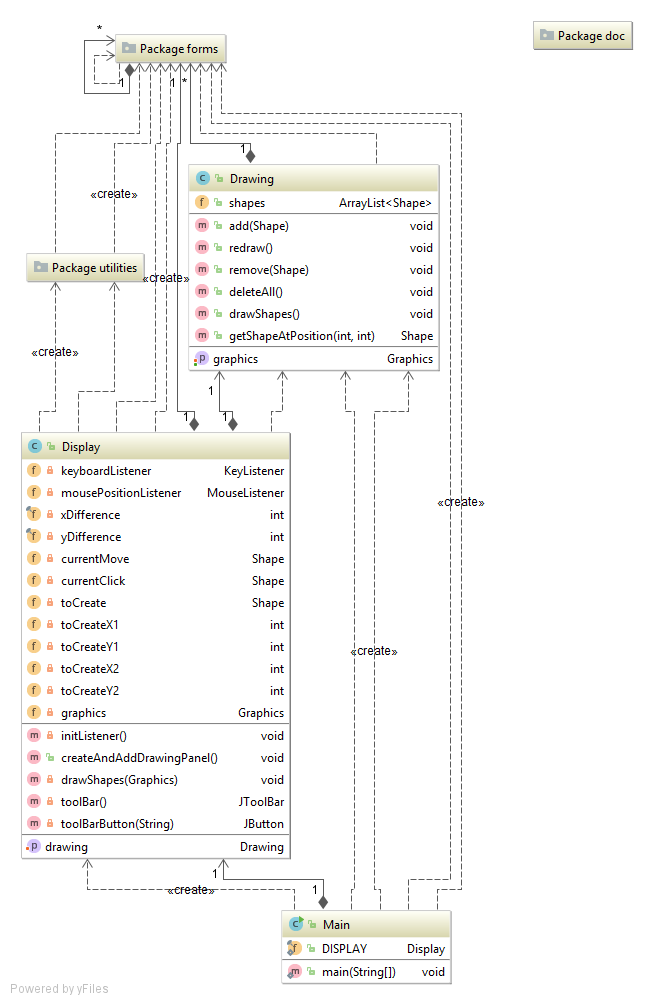 *
Package forms
Package doc
1
1
*
1
«create»
Drawing
shapes ArrayList<Shape>
add(Shape) void
redraw() void
remove(Shape) void
deleteAll() void
drawShapes() void
getShapeAtPosition(int, int) Shape
graphics Graphics
Package utilities
«create»
«create»
1
1
1
Display
keyboardListener KeyListener
mousePositionListener MouseListener
xDifference int
yDifference int
currentMove Shape
currentClick Shape
toCreate Shape
toCreateX1 int
toCreateY1 int
toCreateX2 int
toCreateY2 int
graphics Graphics
initListener() void
createAndAddDrawingPanel() void
drawShapes(Graphics) void
toolBar() JToolBar
toolBarButton(String) JButton
drawing Drawing
«create»
«create»
1
1
«create»
Main
DISPLAY Display
main(String[]) void
Powered by yFiles